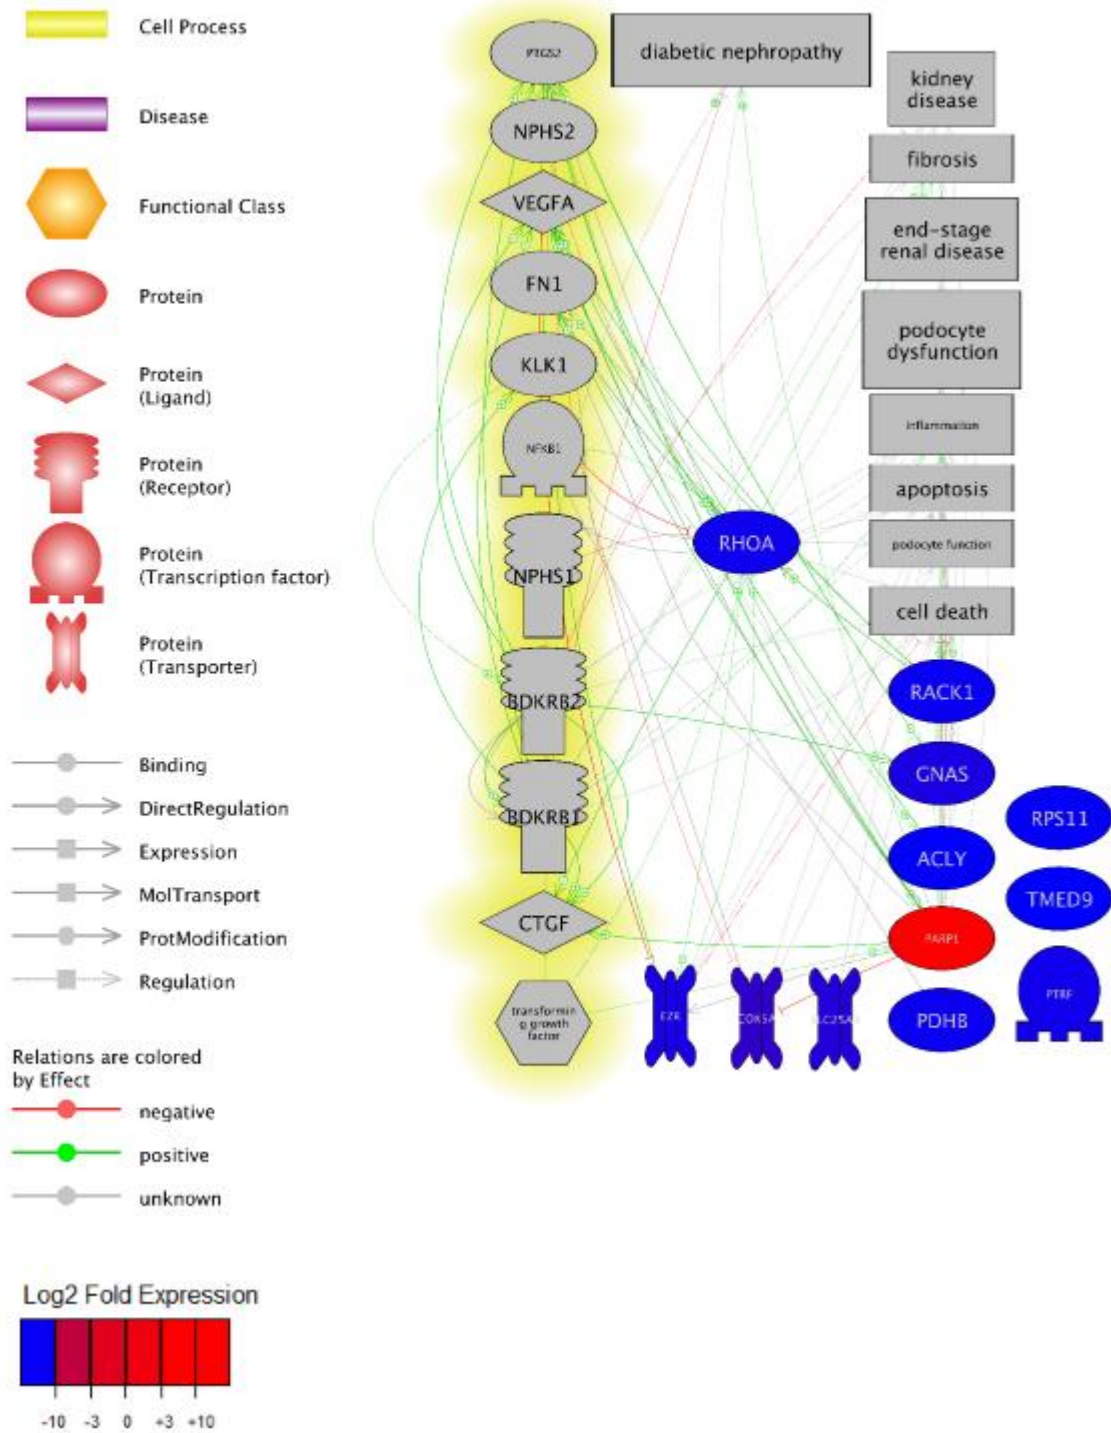 Cell Process
Disease
Functional Class
Protein
Protein
(Ligand)
Protein
(Receptor)
Protein
(Transcription factor)
Protein
(Transporter)
Binding
DirectRegulation
Expression
MolTransport
ProtModification
Regulation
Relations are colored
by Effect
negative
positive
unknown
Log2 Fold Expression
-10 -3 0 +3 +10
PTGS2
NPHS2
VEGFA
FN1
KLK1
NFKB1
NPHS1
BDKRB2
BDKRB1
CTGF
transformin
g growth
factor
diabetic nephropathy
kidney
disease
fibrosis
end-stage
renal disease
podocyte
dysfunction
inflammation
apoptosis
podocyte function
cell death
RHOA
RACK1
GNAS
ACLY
PARP1
PDHB
RPS11
TMED9
PTRF
EZR
COX5A